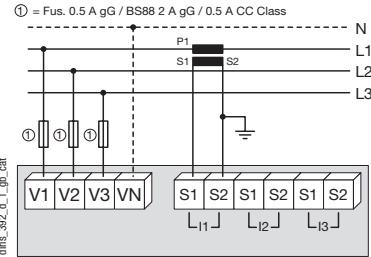 ① = Fus. 0.5 A gG / BS88 2 A gG / 0.5 A CC Class
N
P1
L1
S1 S2
L2
L3
① ① ①
V1 V2 V3 VN S1 S2 S1 S2 S1 S2
I1 I2 I3
diris_392_d_1_gb_cat